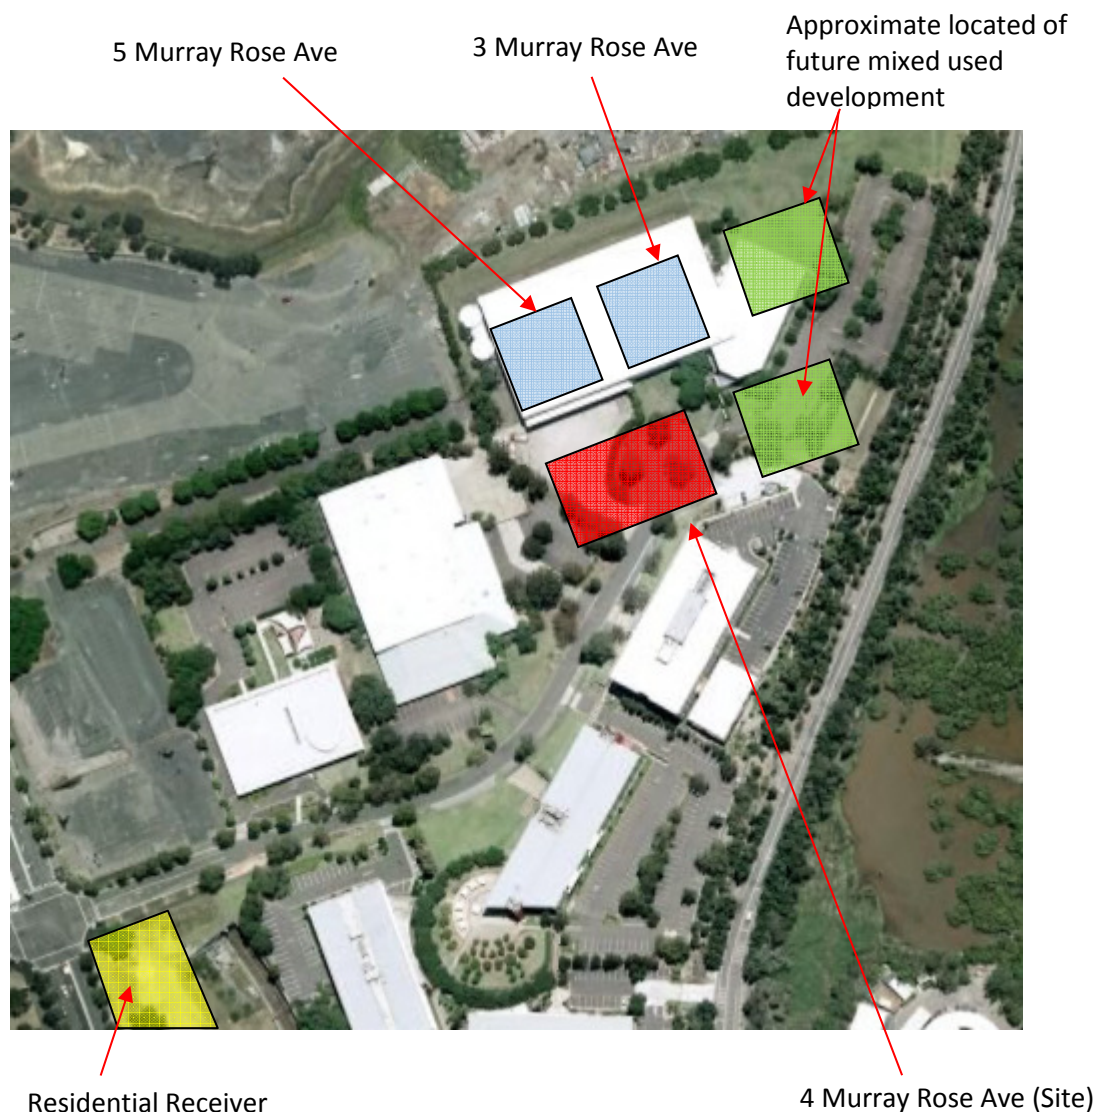 5 Murray Rose Ave
3 Murray Rose Ave
Approximate located of
future mixed used
development
Residential Receiver
4 Murray Rose Ave (Site)